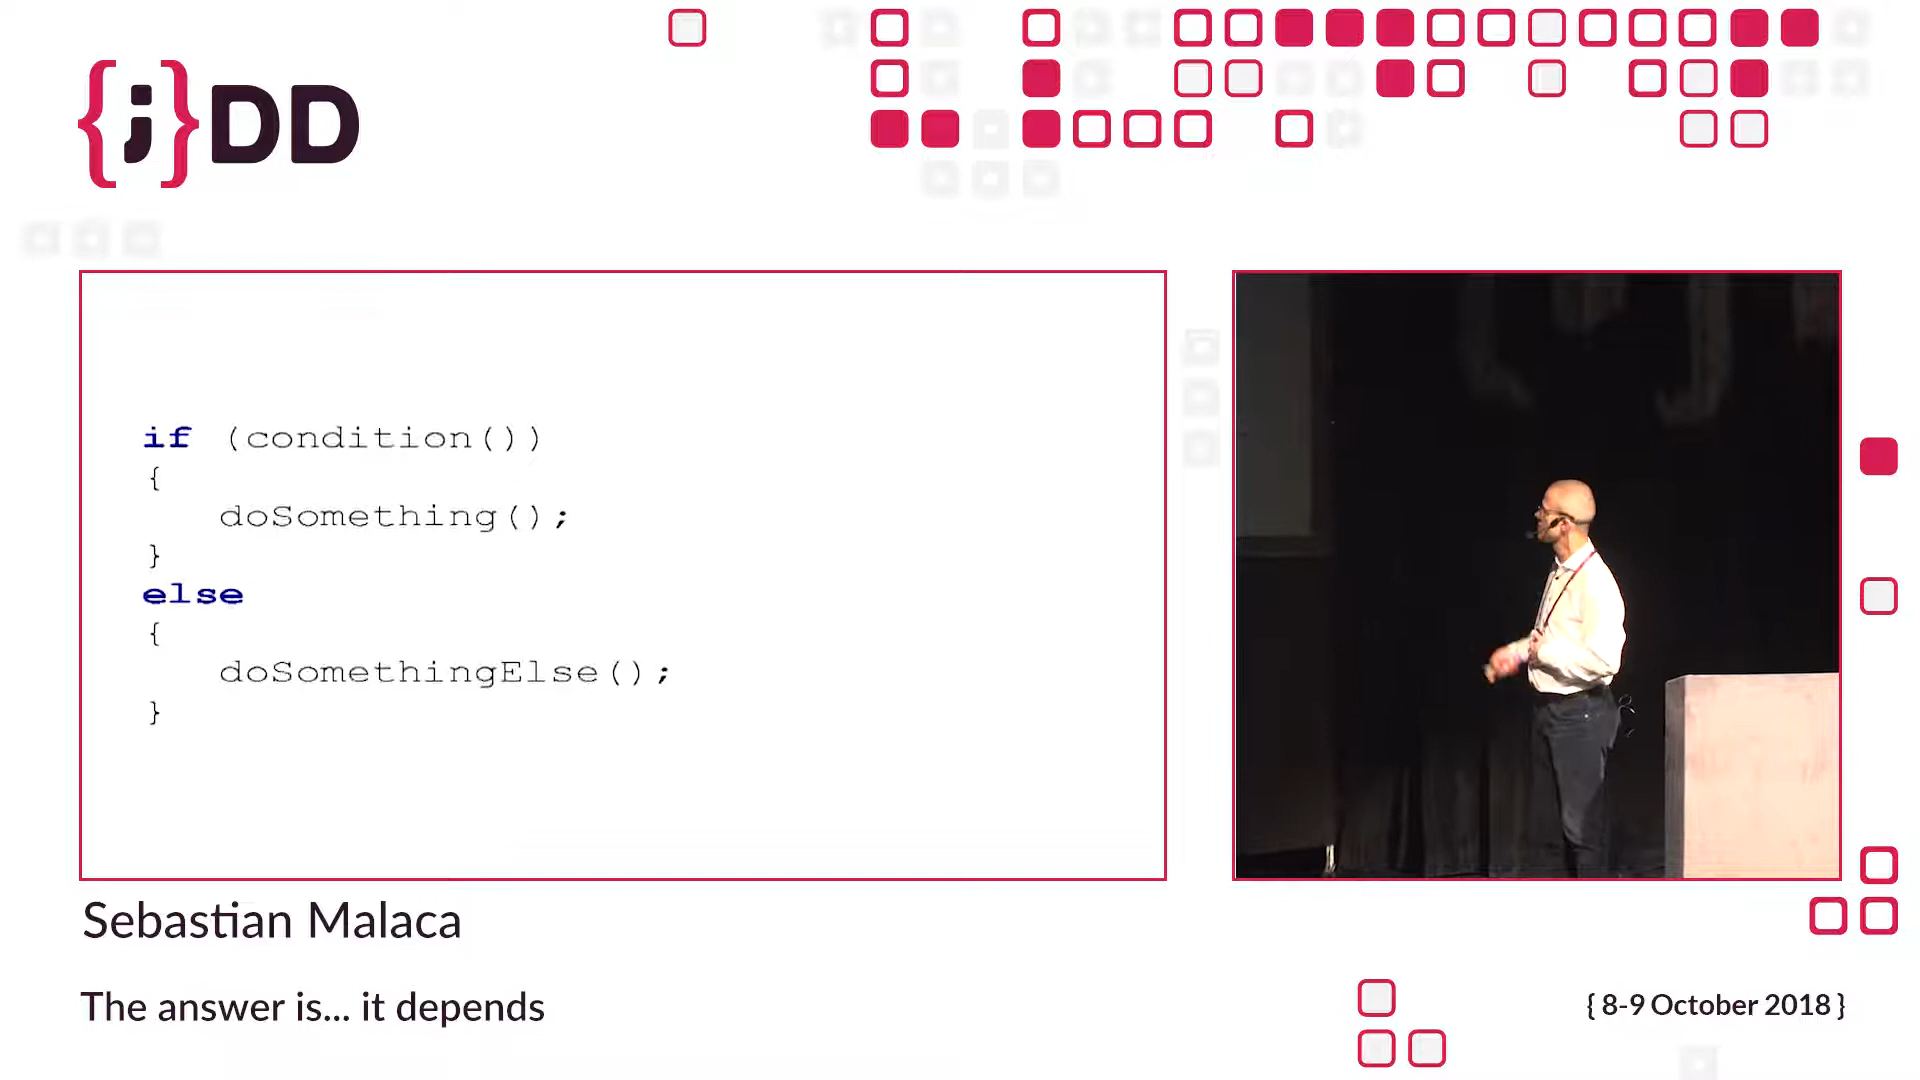 {;}DD
if (condition())
{
doSomething();
}
else
{
doSomethingElse();
}
Sebastian Malaca
The answer is... it depends
{ 8-9 October 2018 }